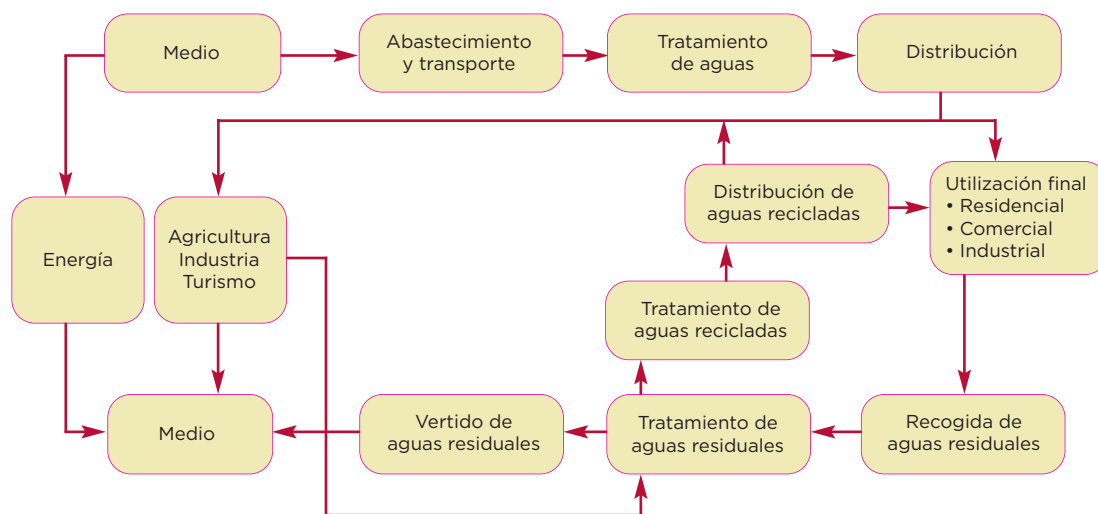 Medio
Abastecimiento
y transporte
Tratamiento
de aguas
Distribución
Energía
Agricultura
Industria
Turismo
Distribución de
aguas recicladas
Utilización final
• Residencial
• Comercial
• Industrial
Tratamiento de
aguas recicladas
Medio
Vertido de
aguas residuales
Tratamiento de
aguas residuales
Recogida de
aguas residuales